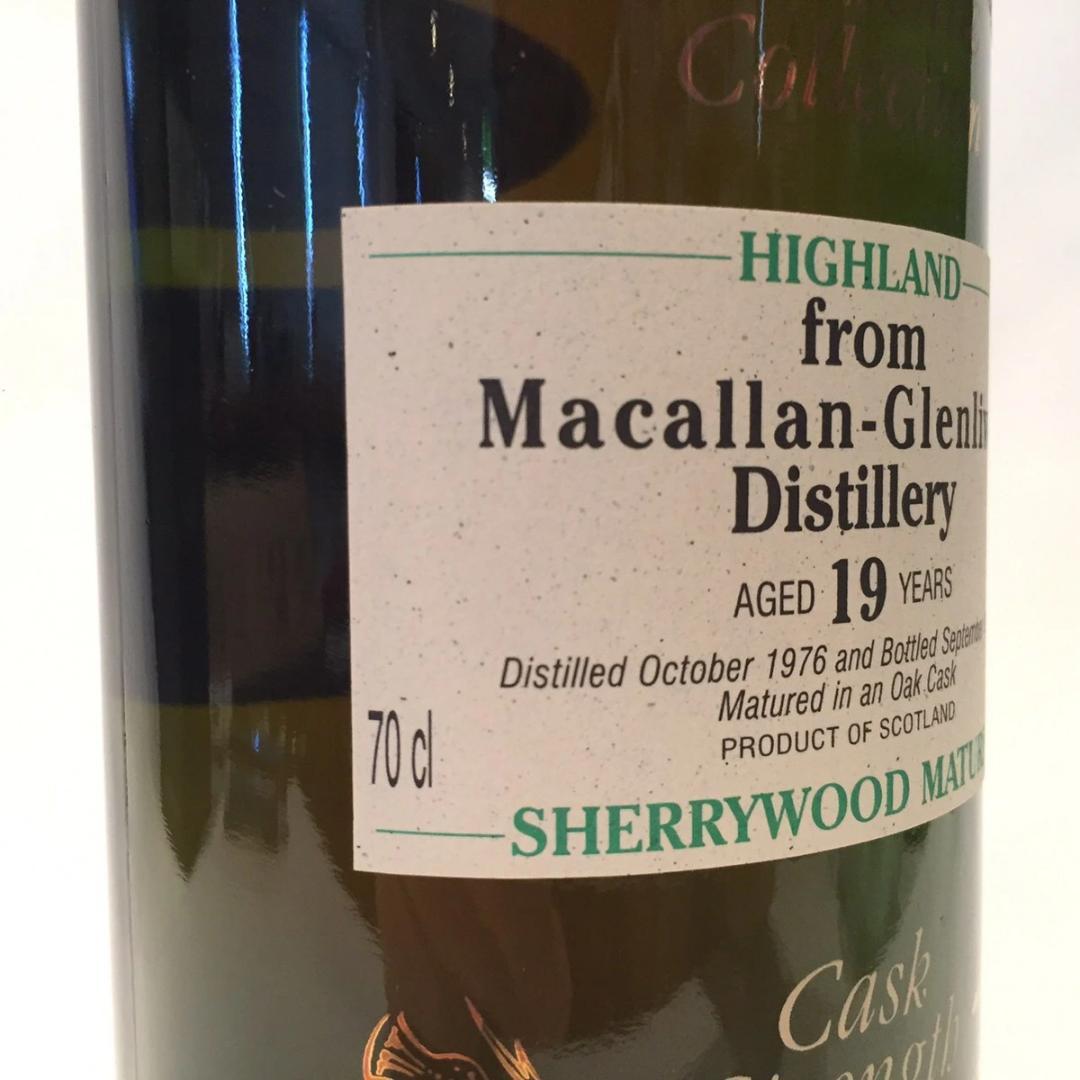 Collection
HIGHLAND
from
Macallan-Glenliv
Distillery
AGED 19 YEARS
Distilled October 1976 and Bottled September
Matured in an Oak Cask
70 cl
PRODUCT OF SCOTLAND
SHERRYWOOD MATUR
Cask
Strength